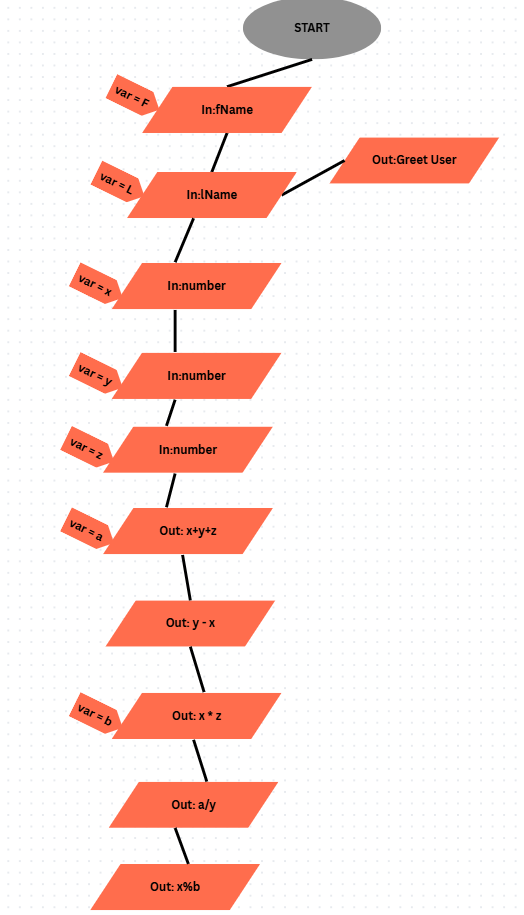 START
var = F
In:fName
Out:Greet User
var = L
In:lName
var = x
In:number
var = y
In:number
var = z
In:number
var = a
Out: x+y+z
Out: y - x
var = b
Out: x * z
Out: a/y
Out: x%b